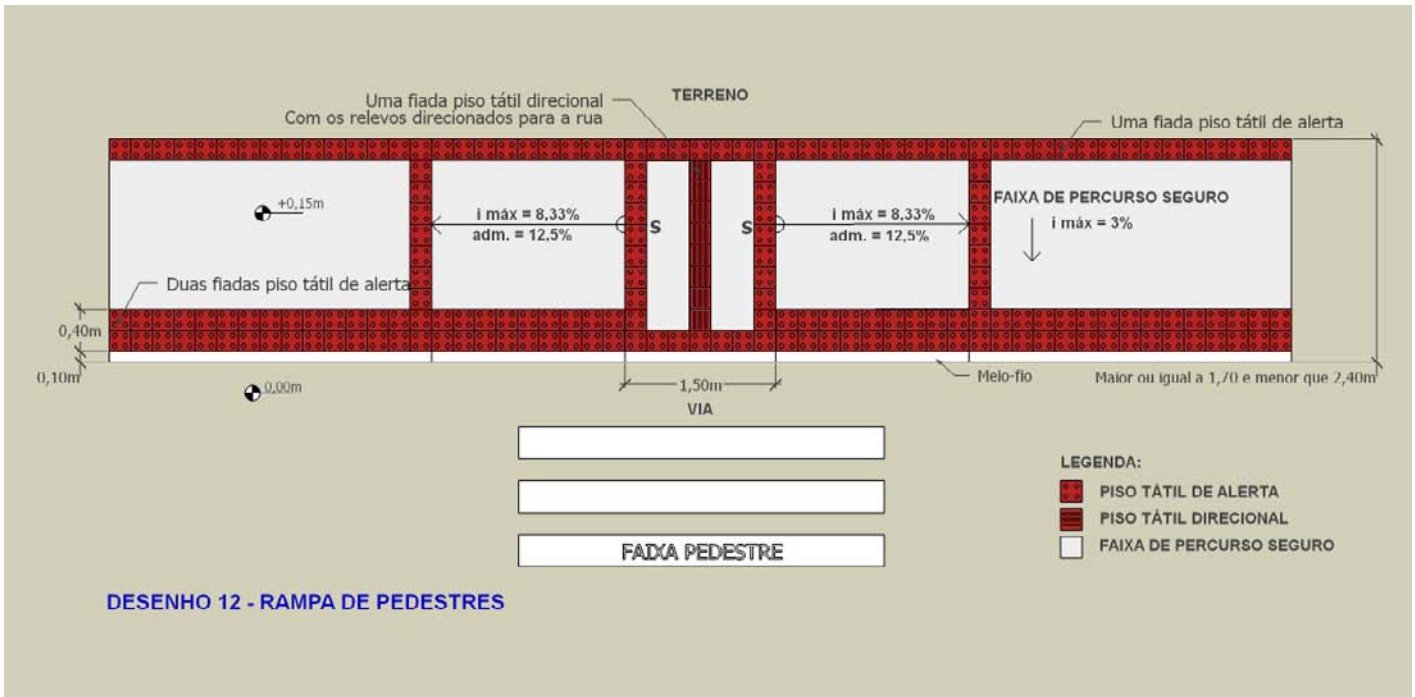 TERRENO
Uma fiada piso tátil direcional
Com os relevos direcionados para a rua
Uma fiada piso tátil de alerta
+0,15m
i máx = 8,33%
adm. = 12,5%
S
S
i máx = 8,33%
adm. = 12,5%
FAIXA DE PERCURSO SEGURO
i máx = 3%
Duas fiadas piso tátil de alerta
0,40m
0,10m
0,00m
1,50m
Meio-fio
Maior ou igual a 1,70 e menor que 2,40m
VIA
FAIXA PEDESTRE
LEGENDA:
PISO TÁTIL DE ALERTA
PISO TÁTIL DIRECIONAL
FAIXA DE PERCURSO SEGURO
DESENHO 12 - RAMPA DE PEDESTRES